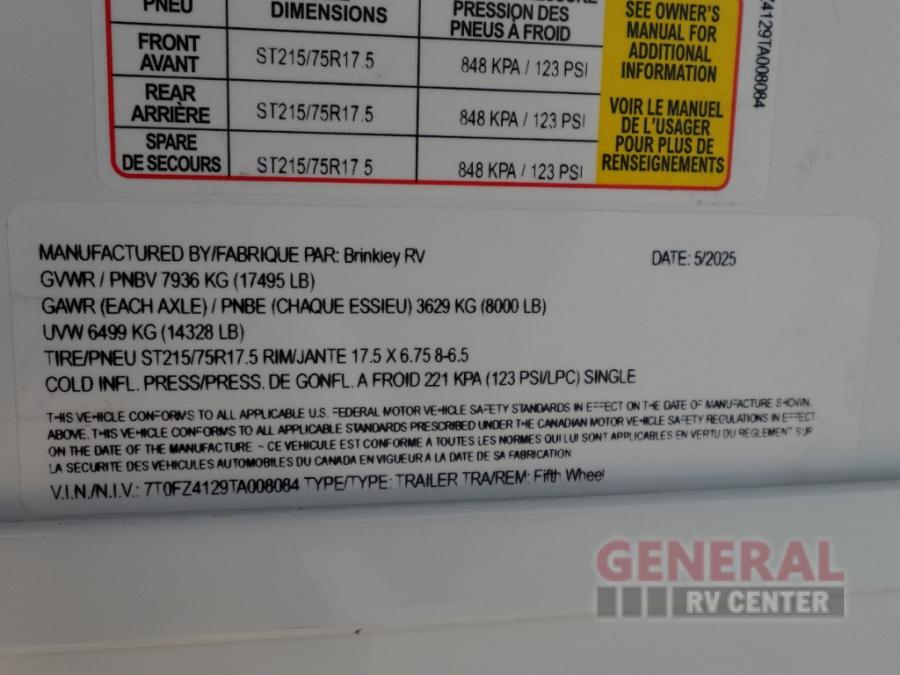 PNEU DIMENSIONS PRESSION DES
PNEUS À FROID
FRONT
AVANT ST215/75R17.5 848 KPA / 123 PSI
REAR
ARRIÈRE ST215/75R17.5 848 KPA / 123 PSI
SPARE
DE SECOURS ST215/75R17.5 848 KPA / 123 PSI
SEE OWNER'S
MANUAL FOR
ADDITIONAL
INFORMATION
VOIR LE MANUEL
DE L'USAGER
POUR PLUS DE
RENSEIGNEMENTS
4129TA008084
MANUFACTURED BY/FABRIQUE PAR: Brinkley RV DATE: 5/2025
GVWR / PNBV 7936 KG (17495 LB)
GAWR (EACH AXLE) / PNBE (CHAQUE ESSIEU) 3629 KG (8000 LB)
UVW 6499 KG (14328 LB)
TIRE/PNEU ST215/75R17.5 RIM/JANTE 17.5 X 6.75 8-6.5
COLD INFL. PRESS/PRESS. DE GONFL. A FROID 221 KPA (123 PSI/LPC) SINGLE
THIS VEHICLE CONFORMS TO ALL APPLICABLE U.S. FEDERAL MOTOR VEHICLE SAFETY STANDARDS IN EFFECT ON THE DATE OF MANUFACTURE SHOWN
ABOVE. THIS VEHICLE CONFORMS TO ALL APPLICABLE STANDARDS PRESCRIBED UNDER THE CANADIAN MOTOR VEHICLE SAFETY REGULATIONS IN EFFECT
ON THE DATE OF THE MANUFACTURE - CE VÉHICULE EST CONFORME À TOUTES LES NORMES QUI LUI SONT APPLICABLES EN VERTU DU REGLEMENT SUR
LA SÉCURITÉ DES VEHICULES AUTOMOBILES DU CANADA EN VIGUEUR À LA DATE DE SA FABRICATION
V.I.N./N.I.V.: 7T0FZ4129TA008084 TYPE/TYPE: TRAILER TRA/REM: Fifth Wheel
GENERAL
RV CENTER